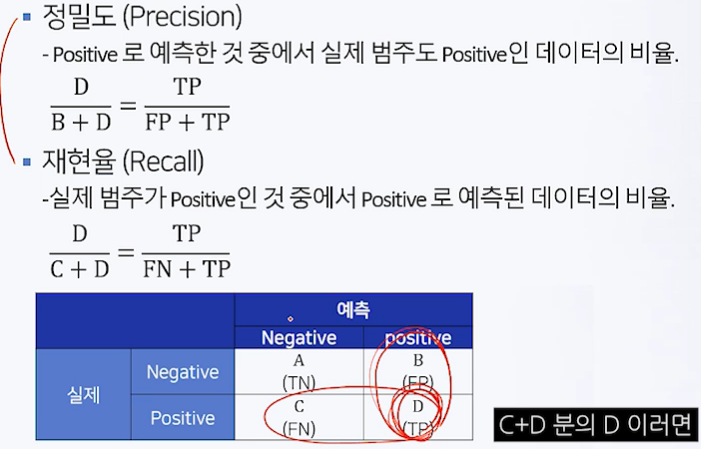 ▪ 정밀도 (Precision)
- Positive 로 예측한 것 중에서 실제 범주도 Positive인 데이터의 비율.
D TP
B + D = FP + TP
▪ 재현율 (Recall)
-실제 범주가 Positive인 것 중에서 Positive 로 예측된 데이터의 비율.
D TP
C + D = FN + TP
예측
Negative positive
실제
Negative A (TN) B (FP)
Positive C (FN) D (TP)
C+D 분의 D 이러면